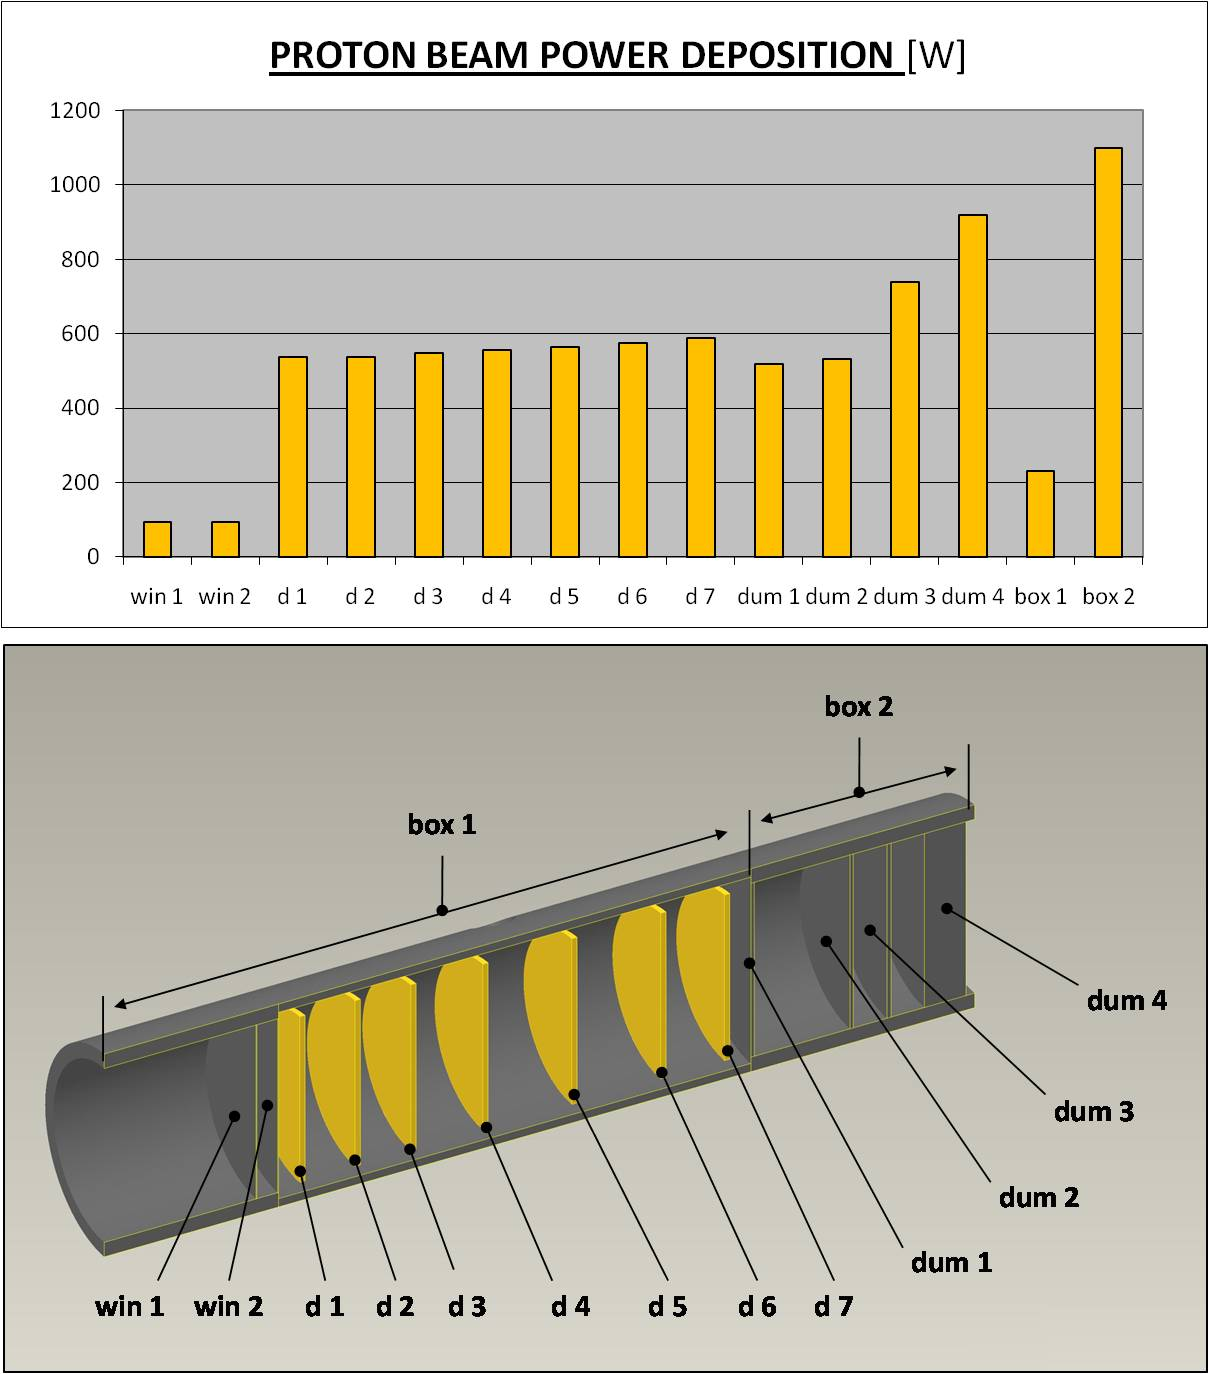 PROTON BEAM POWER DEPOSITION [W]
1200
1000
800
600
400
200
0
win 1 win 2 d 1 d 2 d 3 d 4 d 5 d 6 d 7 dum 1 dum 2 dum 3 dum 4 box 1 box 2
box 2
box 1
dum 4
dum 3
dum 2
dum 1
win 1 win 2 d 1 d 2 d 3 d 4 d 5 d 6 d 7